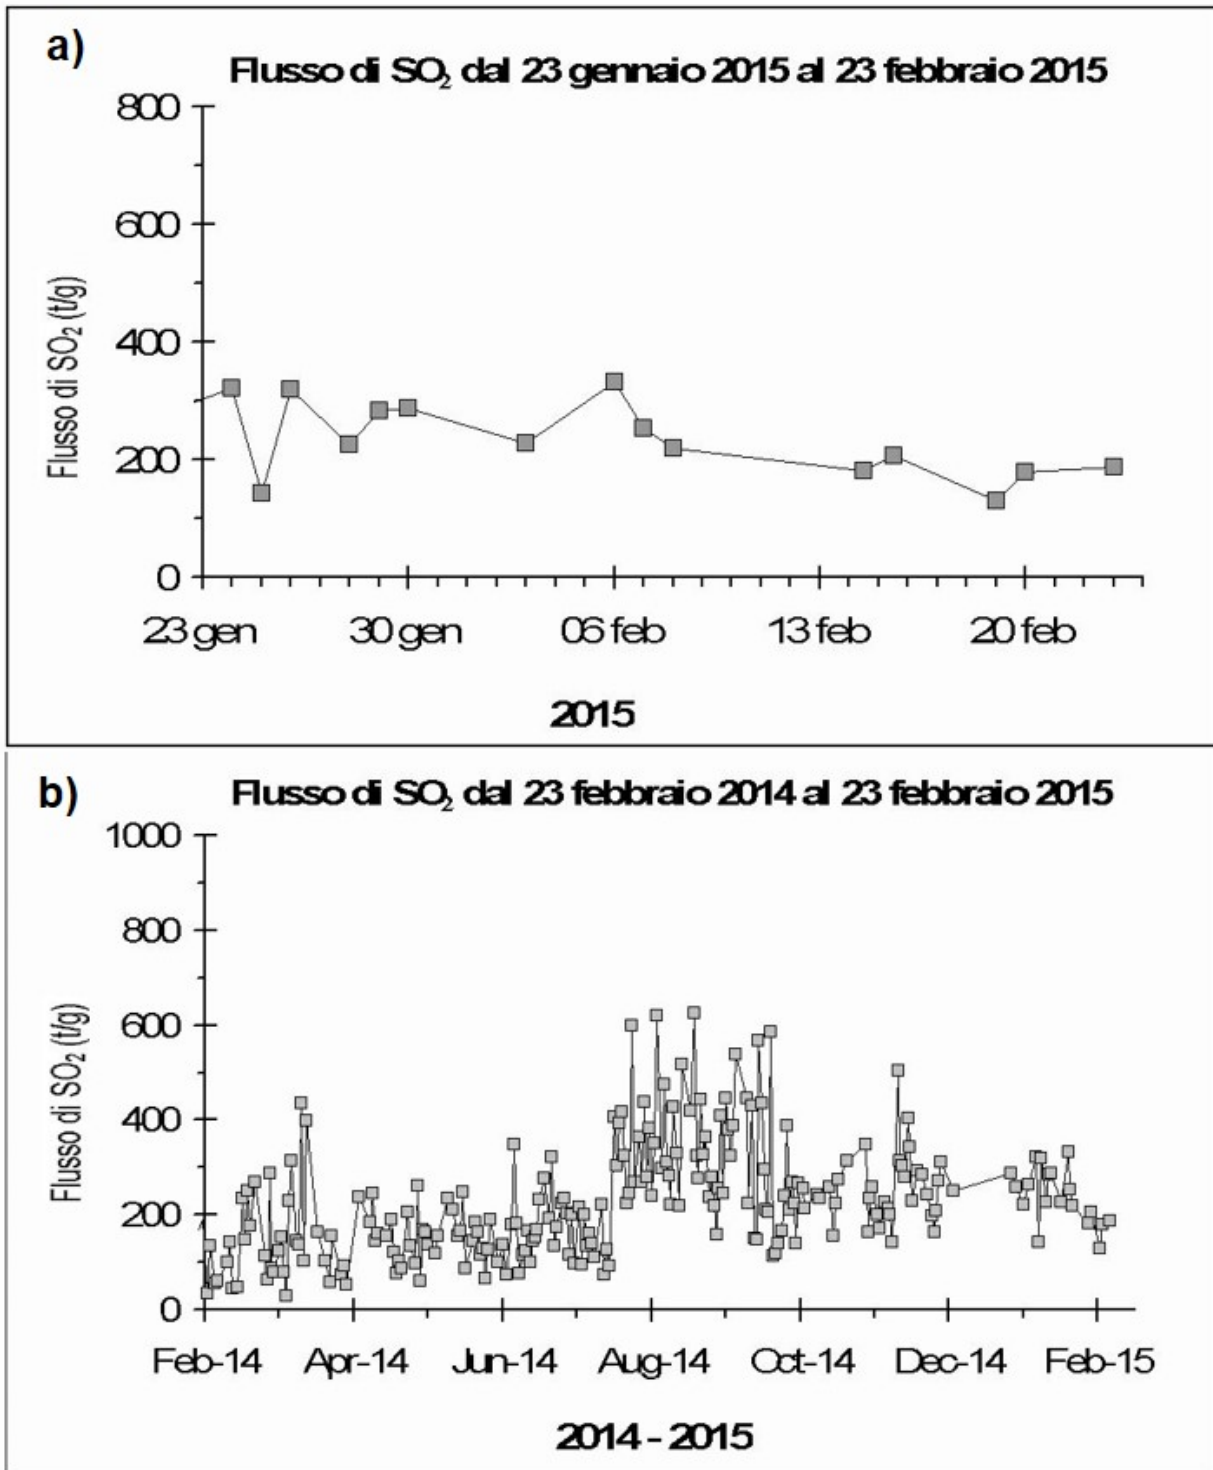 a)
Flusso di SO₂ dal 23 gennaio 2015 al 23 febbraio 2015
800
600
400
200
0
Flusso di SO₂ (t/g)
23 gen 30 gen 06 feb 13 feb 20 feb
2015
b)
Flusso di SO₂ dal 23 febbraio 2014 al 23 febbraio 2015
1000
800
600
400
200
0
Flusso di SO₂ (t/g)
Feb-14 Apr-14 Jun-14 Aug-14 Oct-14 Dec-14 Feb-15
2014 - 2015